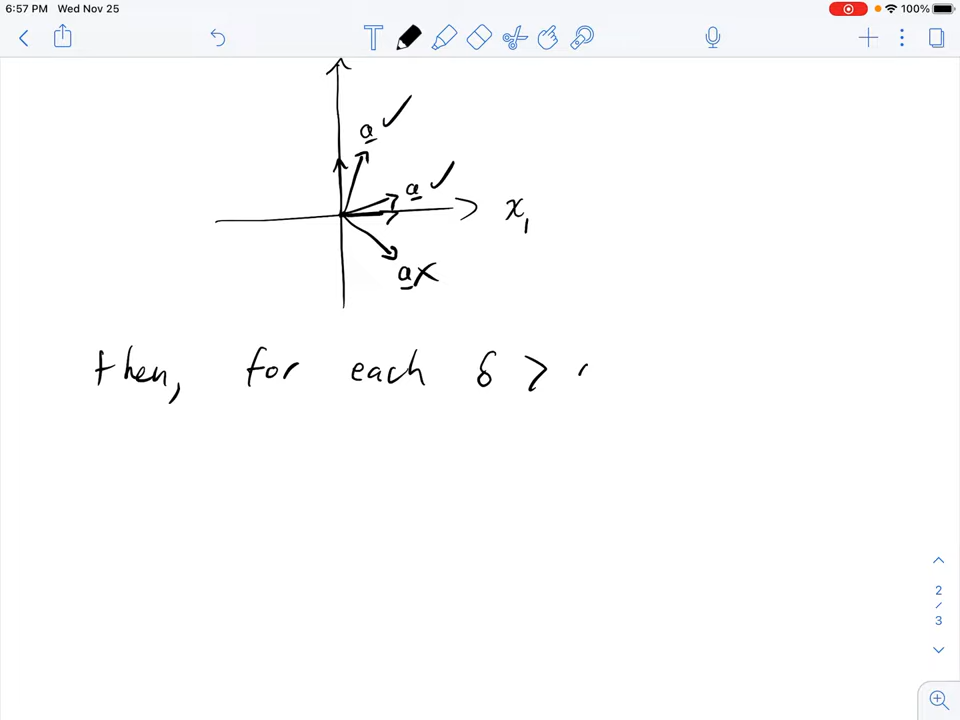 6:57 PM Wed Nov 25
100%
T
a ✓
a ✓
x₁
a x
then, for each δ >
2
/
3